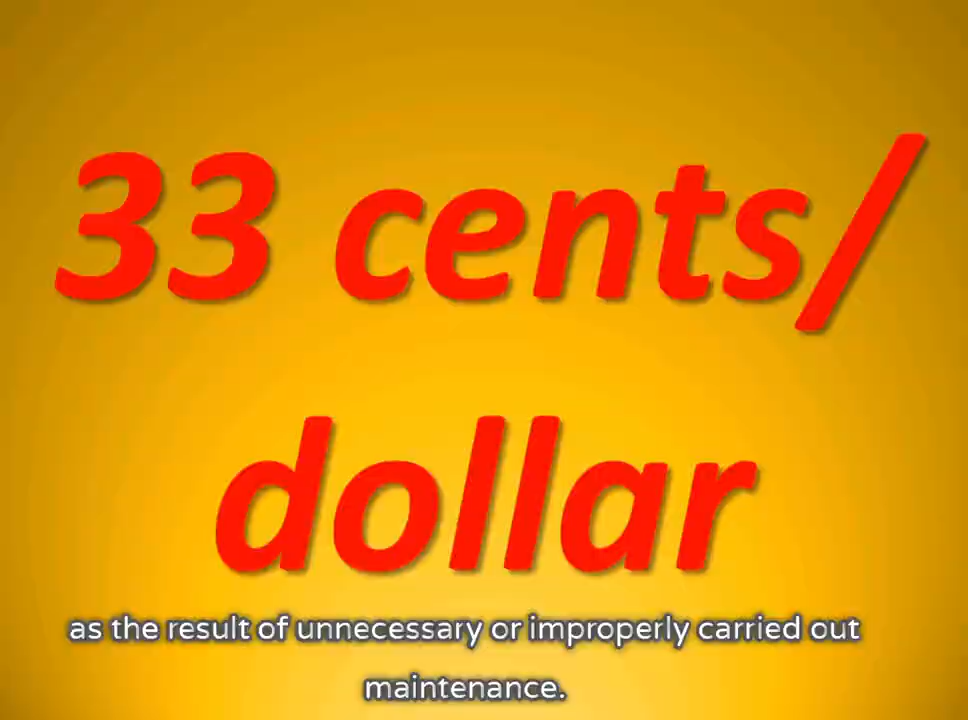 33 cents/
dollar
as the result of unnecessary or improperly carried out
maintenance.